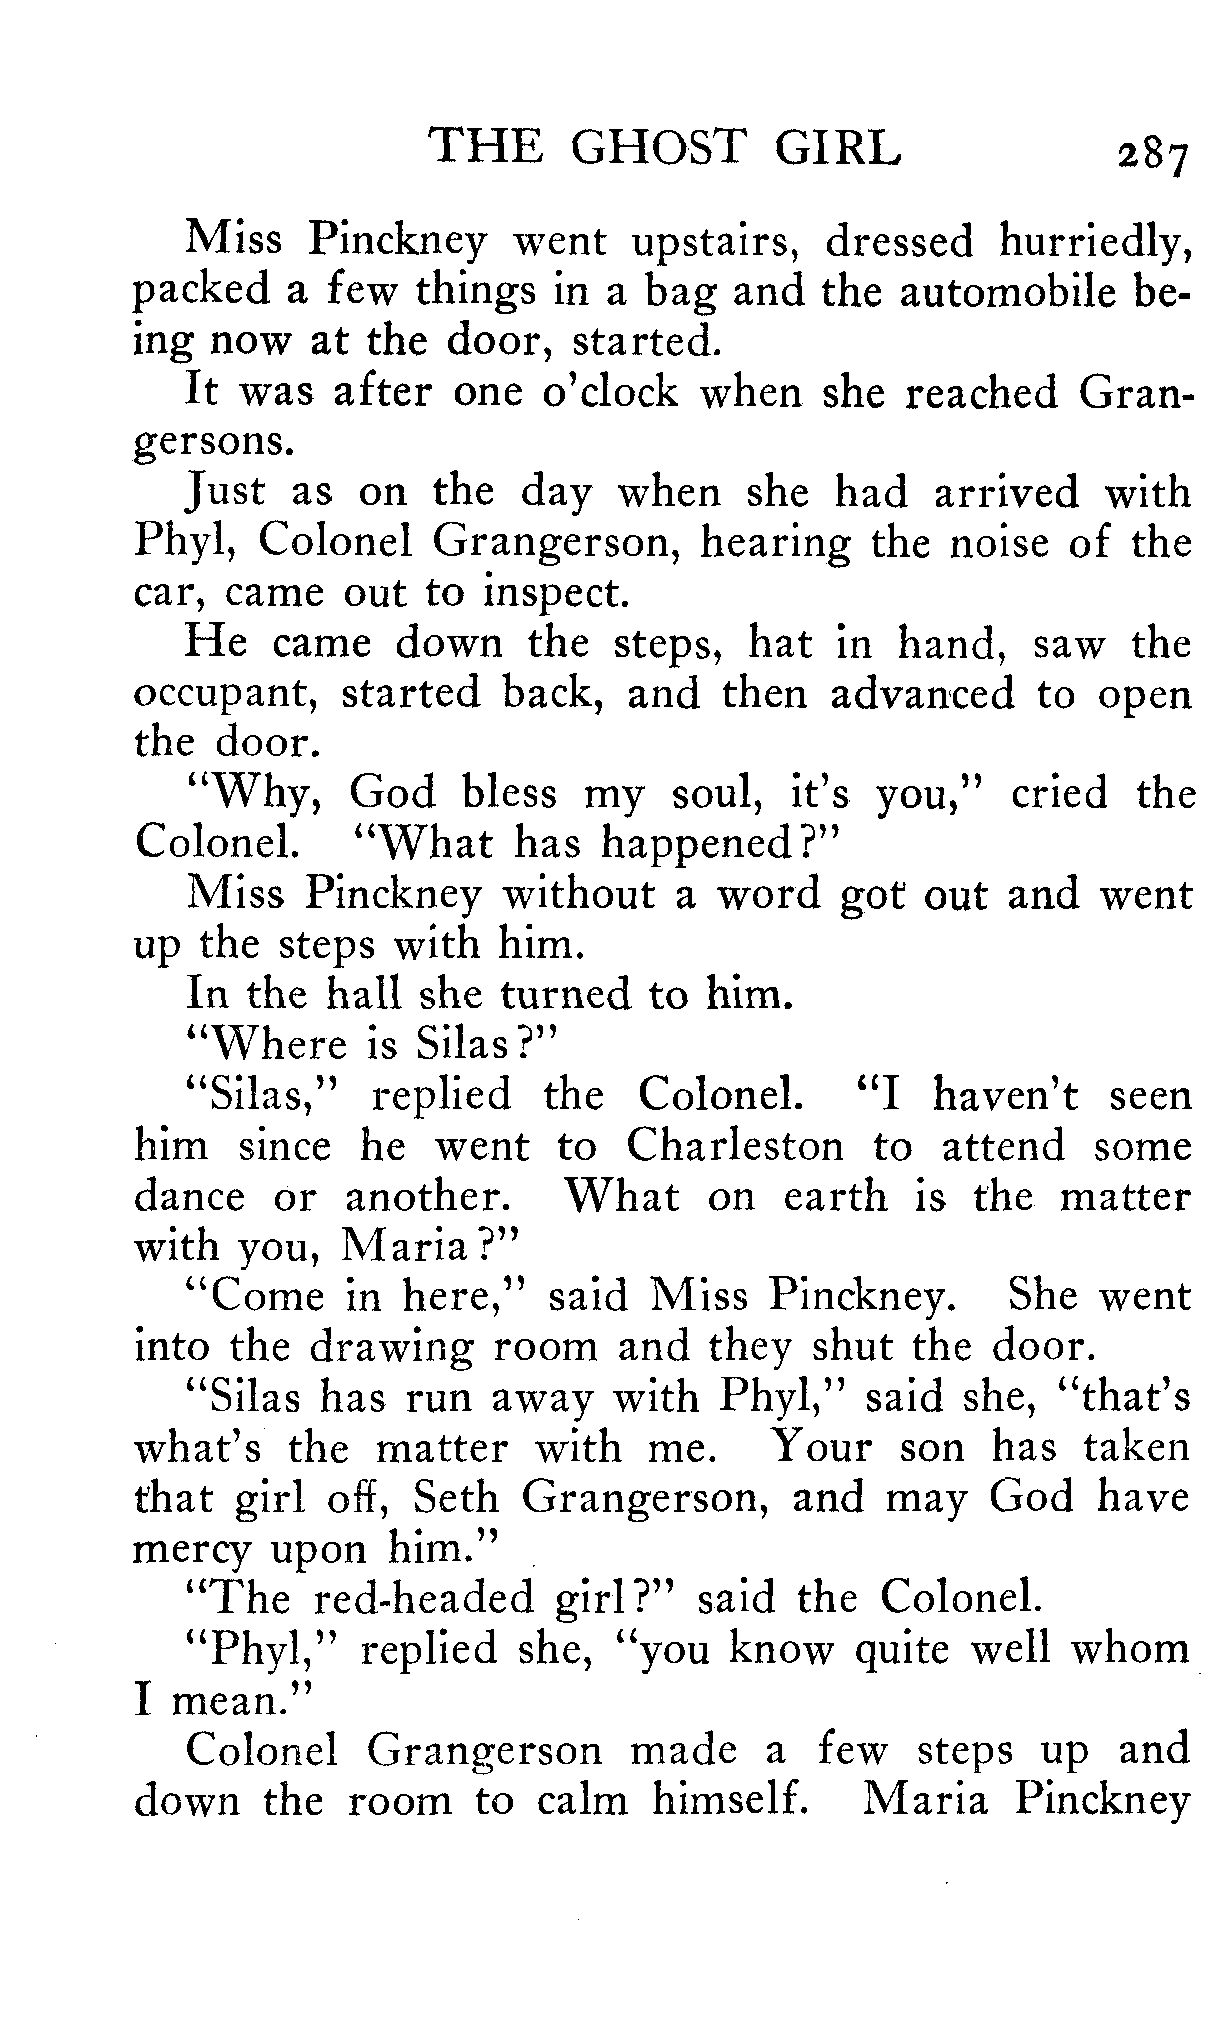 THE GHOST GIRL 287
Miss Pinckney went upstairs, dressed hurriedly,
packed a few things in a bag and the automobile be-
ing now at the door, started.
It was after one o'clock when she reached Gran-
gersons.
Just as on the day when she had arrived with
Phyl, Colonel Grangerson, hearing the noise of the
car, came out to inspect.
He came down the steps, hat in hand, saw the
occupant, started back, and then advanced to open
the door.
"Why, God bless my soul, it's you," cried the
Colonel. "What has happened?"
Miss Pinckney without a word got out and went
up the steps with him.
In the hall she turned to him.
"Where is Silas?"
"Silas," replied the Colonel. "I haven't seen
him since he went to Charleston to attend some
dance or another. What on earth is the matter
with you, Maria?"
"Come in here," said Miss Pinckney. She went
into the drawing room and they shut the door.
"Silas has run away with Phyl," said she, "that's
what's the matter with me. Your son has taken
that girl off, Seth Grangerson, and may God have
mercy upon him."
"The red-headed girl?" said the Colonel.
"Phyl," replied she, "you know quite well whom
I mean."
Colonel Grangerson made a few steps up and
down the room to calm himself. Maria Pinckney